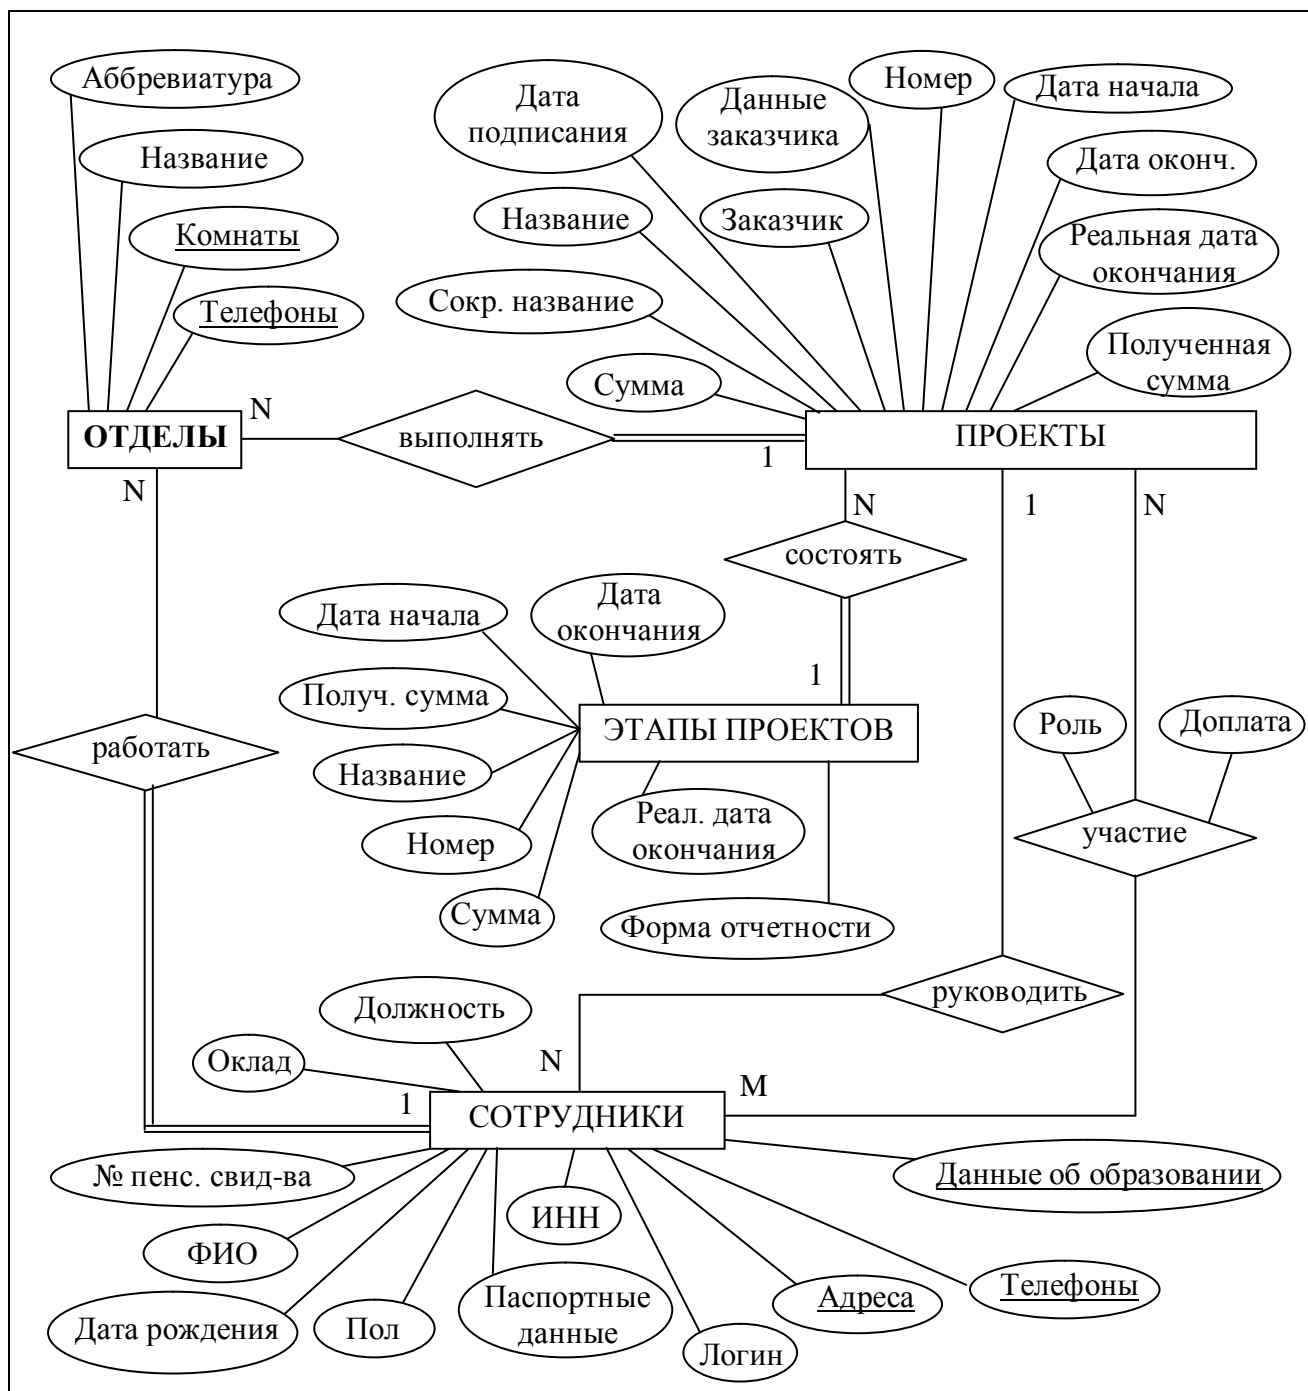 Аббревиатура
Название
Комнаты
Телефоны
Дата
подписания
Данные
заказчика
Номер
Дата начала
Дата оконч.
Название
Заказчик
Реальная дата
окончания
Сокр. название
Полученная
сумма
Сумма
ОТДЕЛЫ
N
выполнять
1
ПРОЕКТЫ
N
N
1
N
состоять
Дата начала
Дата
окончания
Получ. сумма
1
ЭТАПЫ ПРОЕКТОВ
Роль
Доплата
работать
Название
Номер
Реал. дата
окончания
участие
Сумма
Форма отчетности
руководить
Должность
Оклад
N
M
1
СОТРУДНИКИ
№ пенс. свид-ва
Данные об образовании
ФИО
ИНН
Телефоны
Дата рождения
Пол
Паспортные
данные
Адреса
Логин